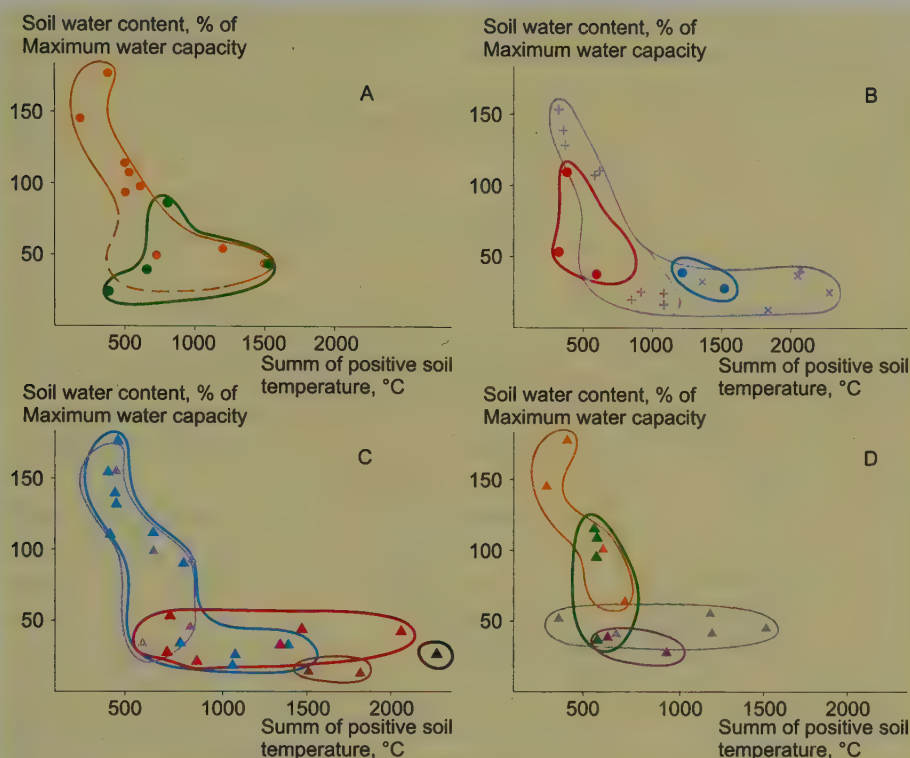 Soil water content, % of
Maximum water capacity
A
150
100
50
500 1000 1500 2000
Summ of positive soil
temperature, °C
Soil water content, % of
Maximum water capacity
B
150
100
50
500 1000 1500 2000
Summ of positive soil
temperature, °C
Soil water content, % of
Maximum water capacity
C
150
100
50
500 1000 1500 2000
Summ of positive soil
temperature, °C
Soil water content, % of
Maximum water capacity
D
150
100
50
500 1000 1500 2000
Summ of positive soil
temperature, °C